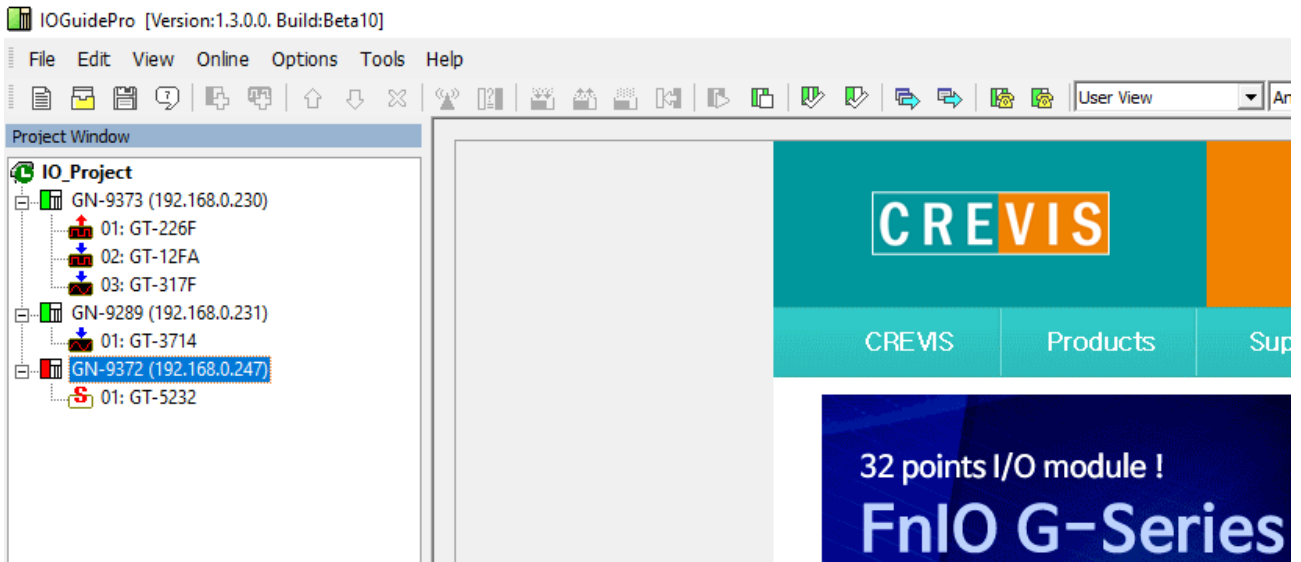 IOGuidePro [Version:1.3.0.0. Build:Beta10]
File Edit View Online Options Tools Help
User View
Project Window
IO_Project
GN-9373 (192.168.0.230)
01: GT-226F
02: GT-12FA
03: GT-317F
GN-9289 (192.168.0.231)
01: GT-3714
GN-9372 (192.168.0.247)
01: GT-5232
CREVIS
CREVIS Products
32 points I/O module !
FnIO G-Series